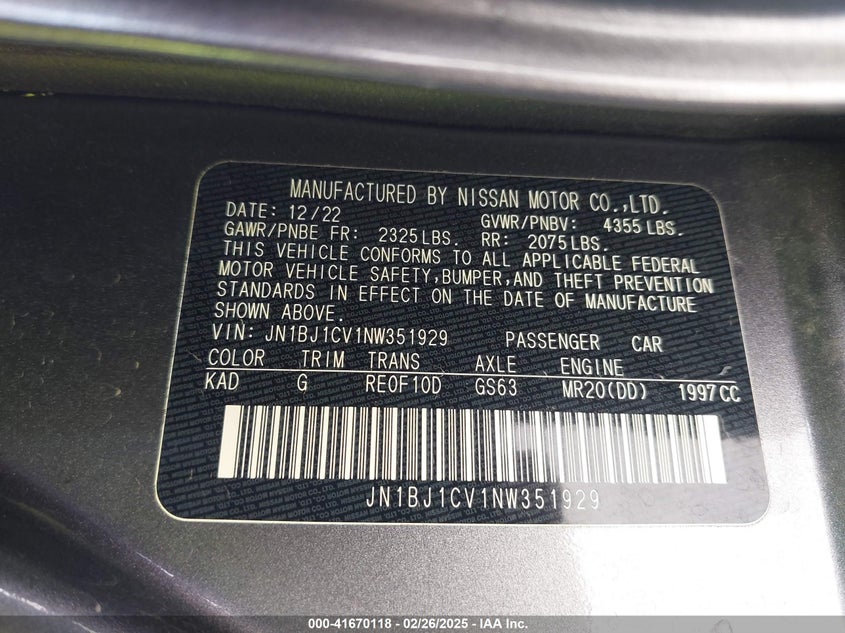 MANUFACTURED BY NISSAN MOTOR CO.,LTD.
DATE: 12/22 GVWR/PNBV: 4355 LBS.
GAWR/PNBE FR: 2325 LBS. RR: 2075 LBS.
THIS VEHICLE CONFORMS TO ALL APPLICABLE FEDERAL
MOTOR VEHICLE SAFETY, BUMPER, AND THEFT PREVENTION
STANDARDS IN EFFECT ON THE DATE OF MANUFACTURE
SHOWN ABOVE.
VIN: JN1BJ1CV1NW351929 PASSENGER CAR
COLOR TRIM TRANS AXLE ENGINE
KAD G RE0F10D GS63 MR20(DD) 1997CC
JN1BJ1CV1NW351929
000-41670118 - 02/26/2025 - IAA Inc.